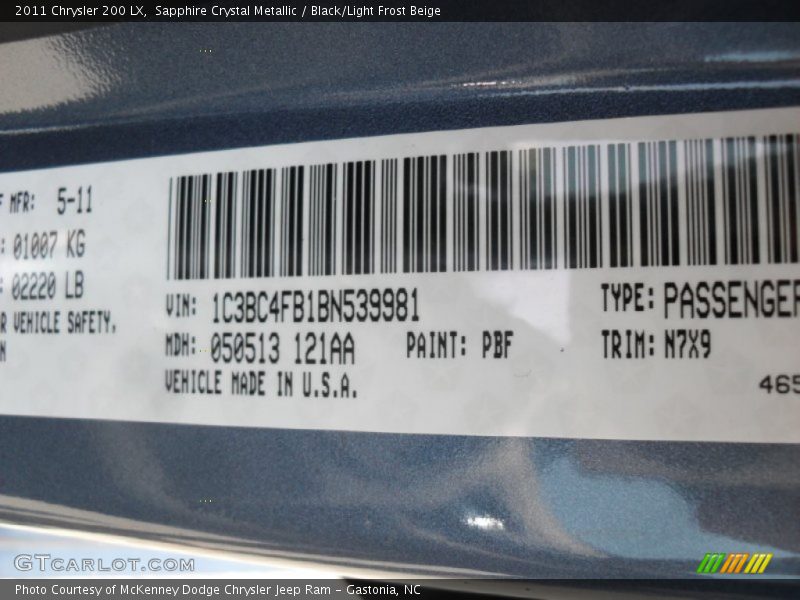 2011 Chrysler 200 LX, Sapphire Crystal Metallic / Black/Light Frost Beige
MFR: 5-11
01007 KG
02220 LB
VEHICLE SAFETY,
VIN: 1C3BC4FB1BN539981
TYPE: PASSENGER
MDH: 050513 121AA
PAINT: PBF
TRIM: N7X9
VEHICLE MADE IN U.S.A.
465
GTCARLOT.COM
Photo Courtesy of McKenney Dodge Chrysler Jeep Ram - Gastonia, NC